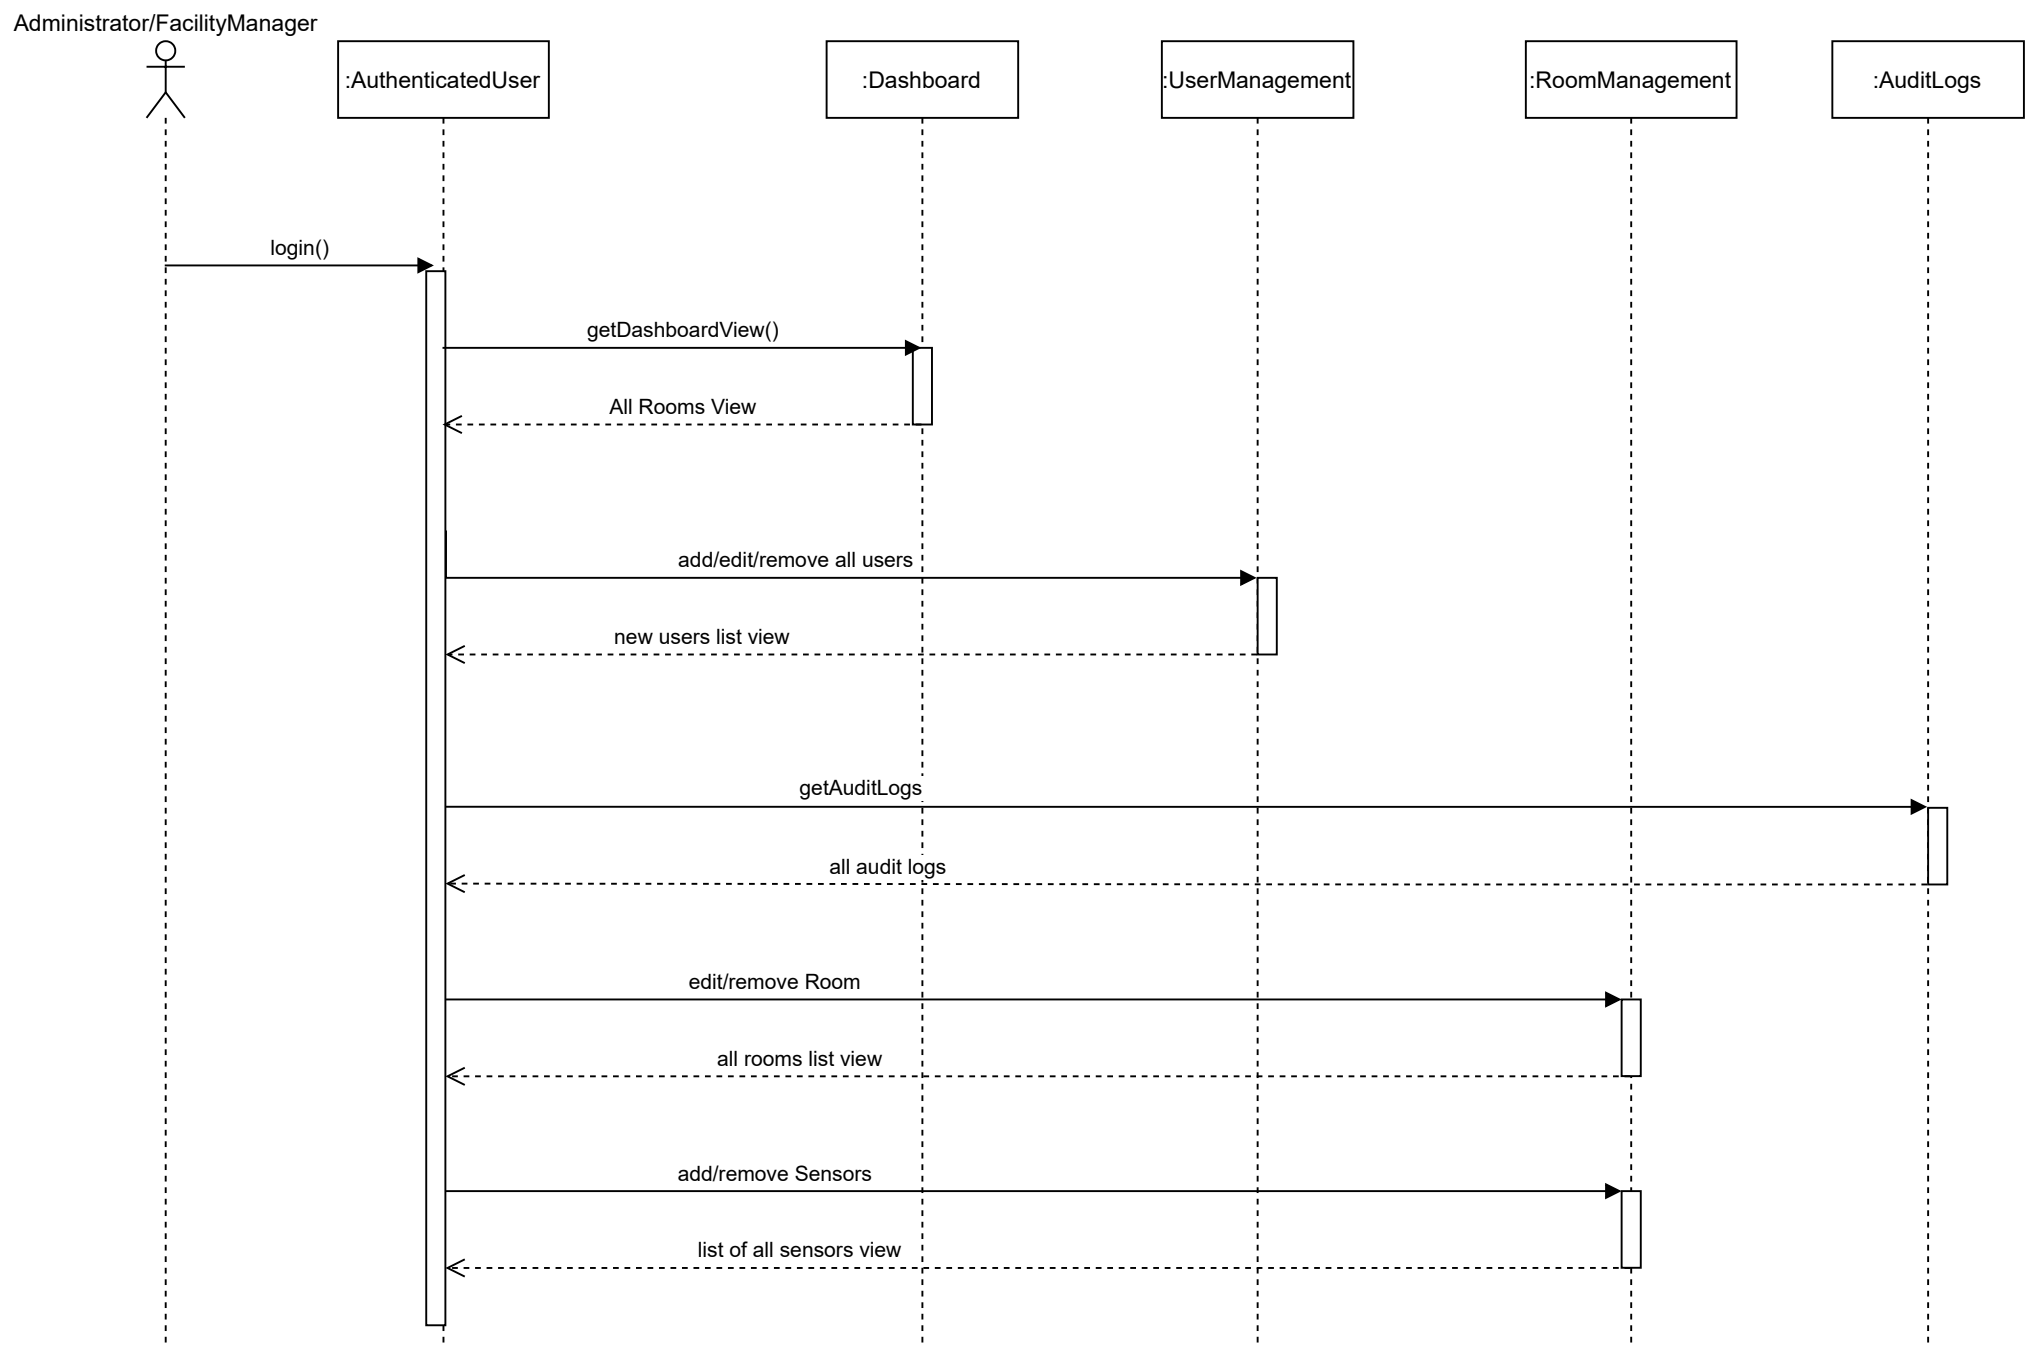 Administrator/FacilityManager
:AuthenticatedUser
:Dashboard
:UserManagement
:RoomManagement
:AuditLogs
login()
getDashboardView()
All Rooms View
add/edit/remove all users
new users list view
getAuditLogs
all audit logs
edit/remove Room
all rooms list view
add/remove Sensors
list of all sensors view